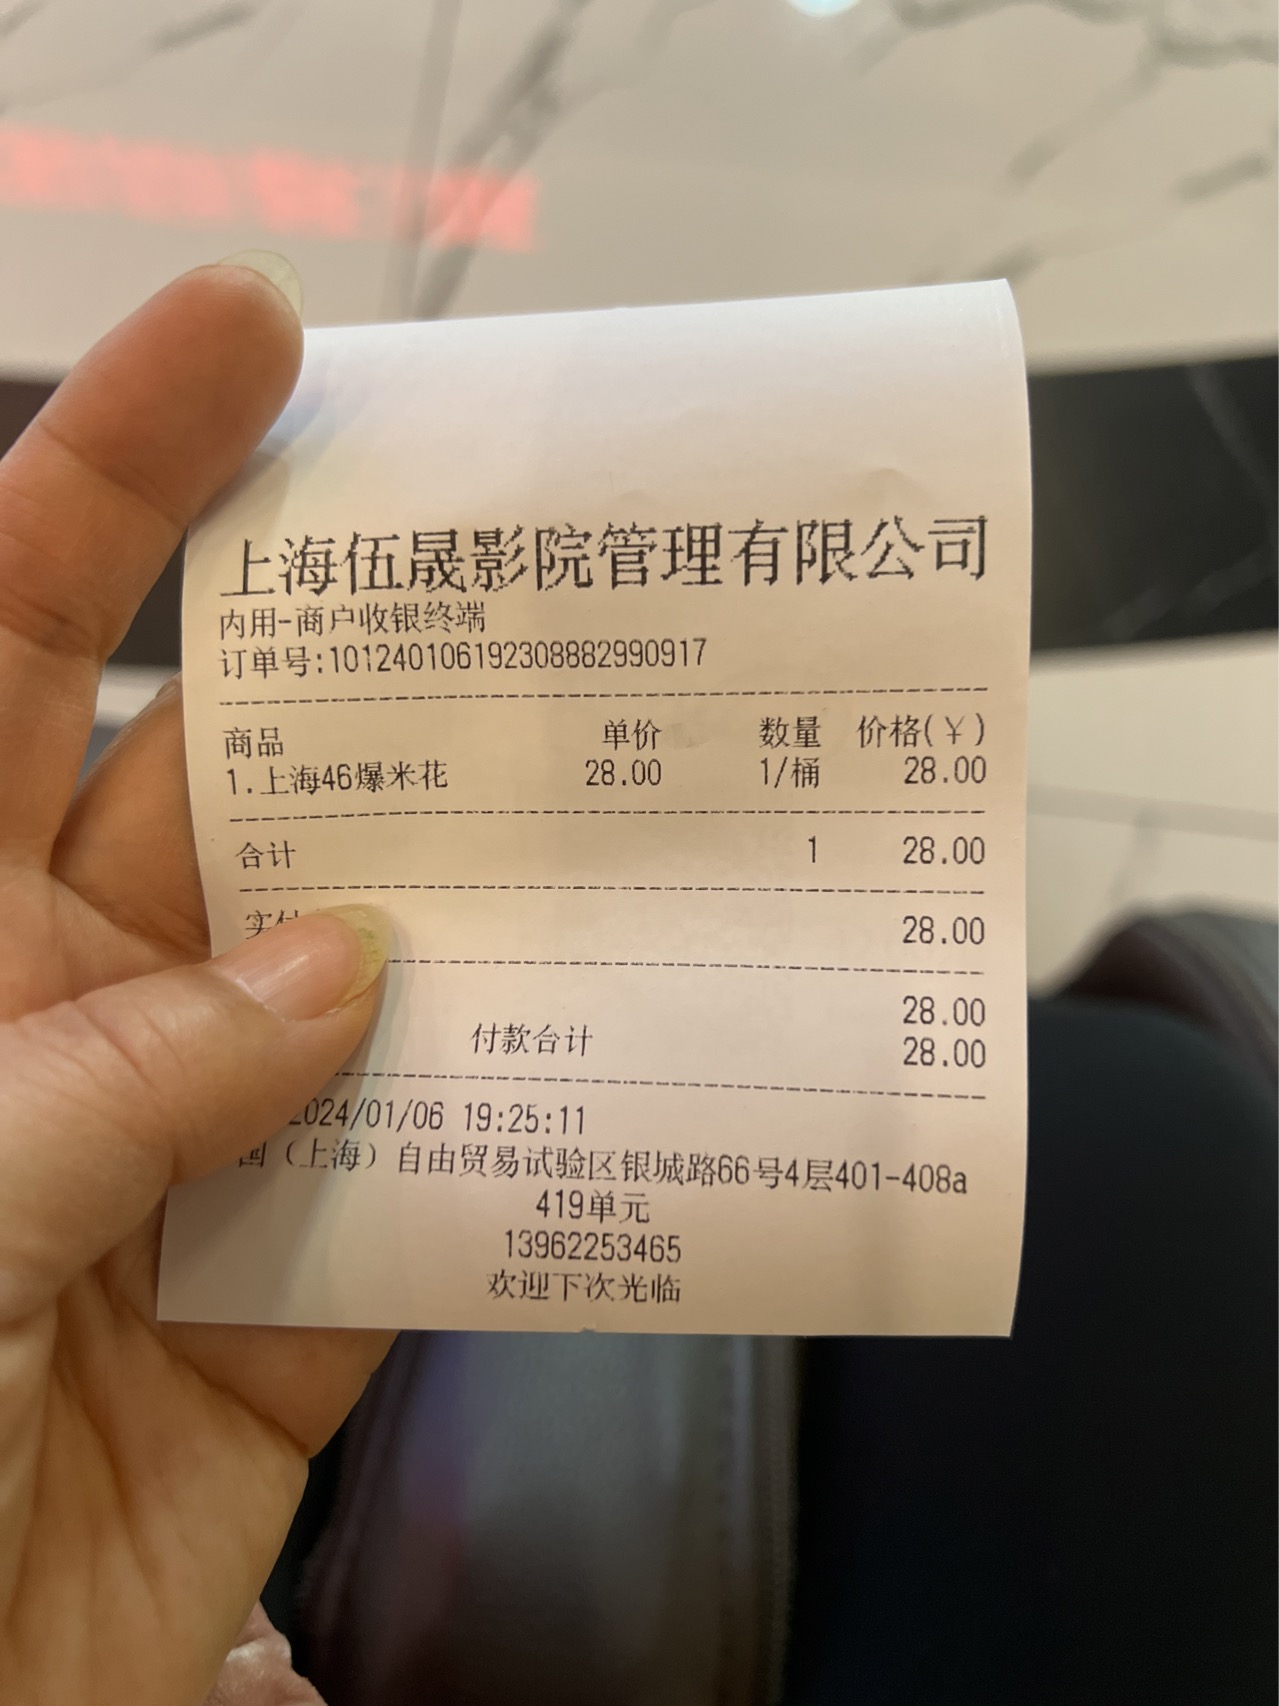 上海伍晟影院管理有限公司
内用-商户收银终端
订单号:101240106192308882990917
商品 单价 数量 价格(¥)
1.上海46爆米花 28.00 1/桶 28.00
合计 1 28.00
实付 28.00
28.00
付款合计 28.00
2024/01/06 19:25:11
国（上海）自由贸易试验区银城路66号4层401-408a
419单元
13962253465
欢迎下次光临